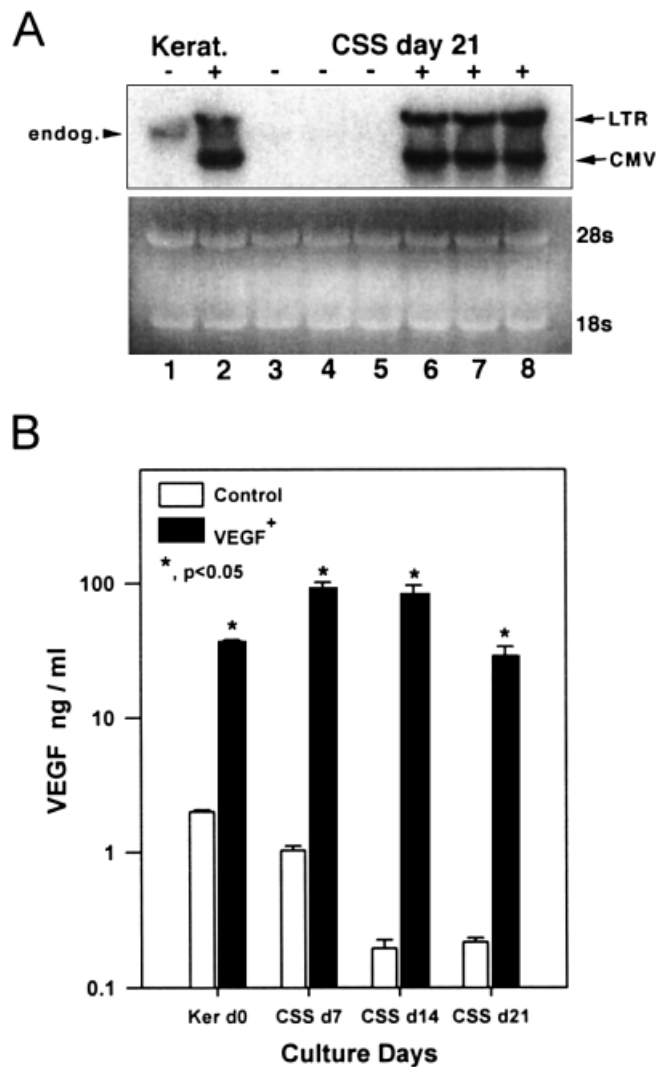 A
Kerat. CSS day 21
- + - - - + + +
endog.
LTR
CMV
28s
18s
1 2 3 4 5 6 7 8
B
Control
VEGF+
*, p<0.05
* * * *
100
10
1
0.1
VEGF ng / ml
Ker d0 CSS d7 CSS d14 CSS d21
Culture Days